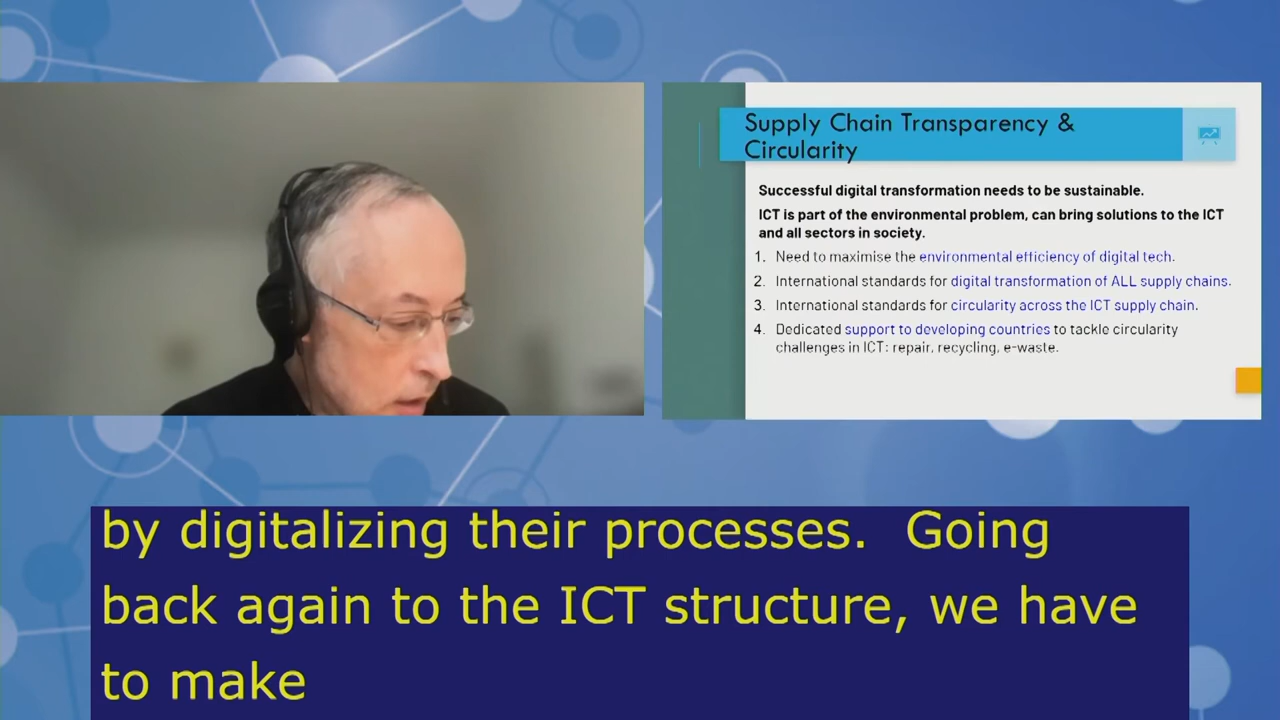 Supply Chain Transparency &
Circularity
Successful digital transformation needs to be sustainable.
ICT is part of the environmental problem, can bring solutions to the ICT
and all sectors in society.
1. Need to maximise the environmental efficiency of digital tech.
2. International standards for digital transformation of ALL supply chains.
3. International standards for circularity across the ICT supply chain.
4. Dedicated support to developing countries to tackle circularity
challenges in ICT: repair, recycling, e-waste.
by digitalizing their processes.  Going
back again to the ICT structure, we have
to make